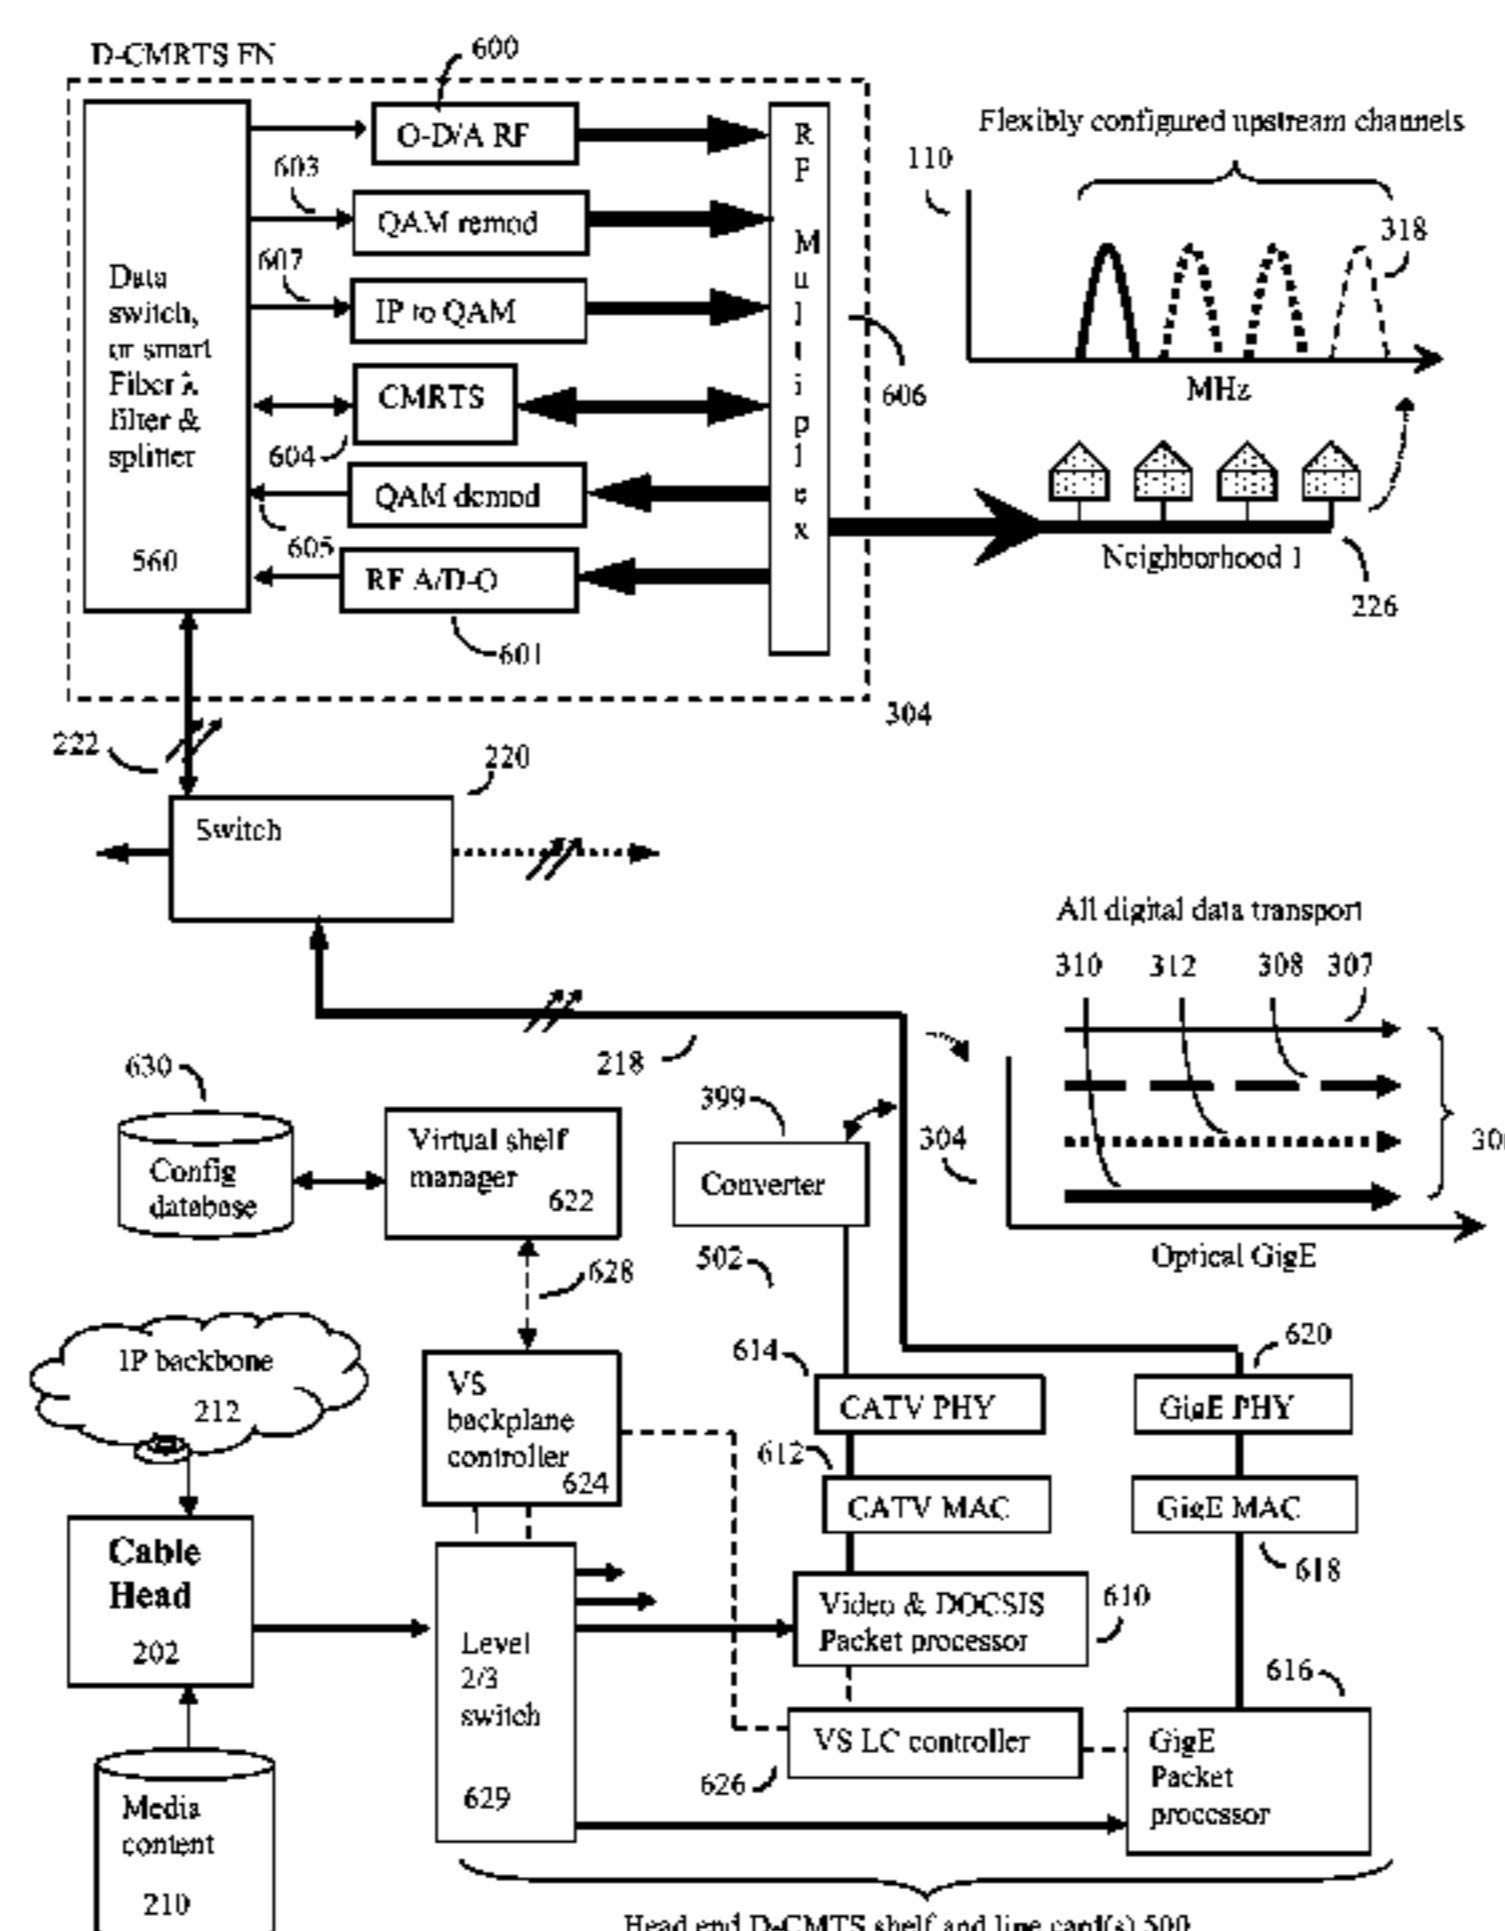 D-CMRTS FN
600
O-D/A RF
603
QAM remod
607
IP to QAM
CMRTS
604
QAM demod
605
RF A/D-O
601
Data
switch,
or smart
Fiber λ
filter &
splitter
560
RF Multiplex
606
304
Flexibly configured upstream channels
110
318
MHz
Neighborhood 1
226
222
220
Switch
218
All digital data transport
310 312 308 307
304
Optical GigE
630
Config
database
Virtual shelf
manager
622
628
399
Converter
502
IP backbone
212
VS
backplane
controller
624
614
CATV PHY
612
CATV MAC
620
GigE PHY
GigE MAC
618
Cable
Head
202
Level
2/3
switch
629
Video & DOCSIS
Packet processor
610
616
VS LC controller
626
GigE
Packet
processor
Media
content
210
Head end D-CMTS shelf and line card(s) 500